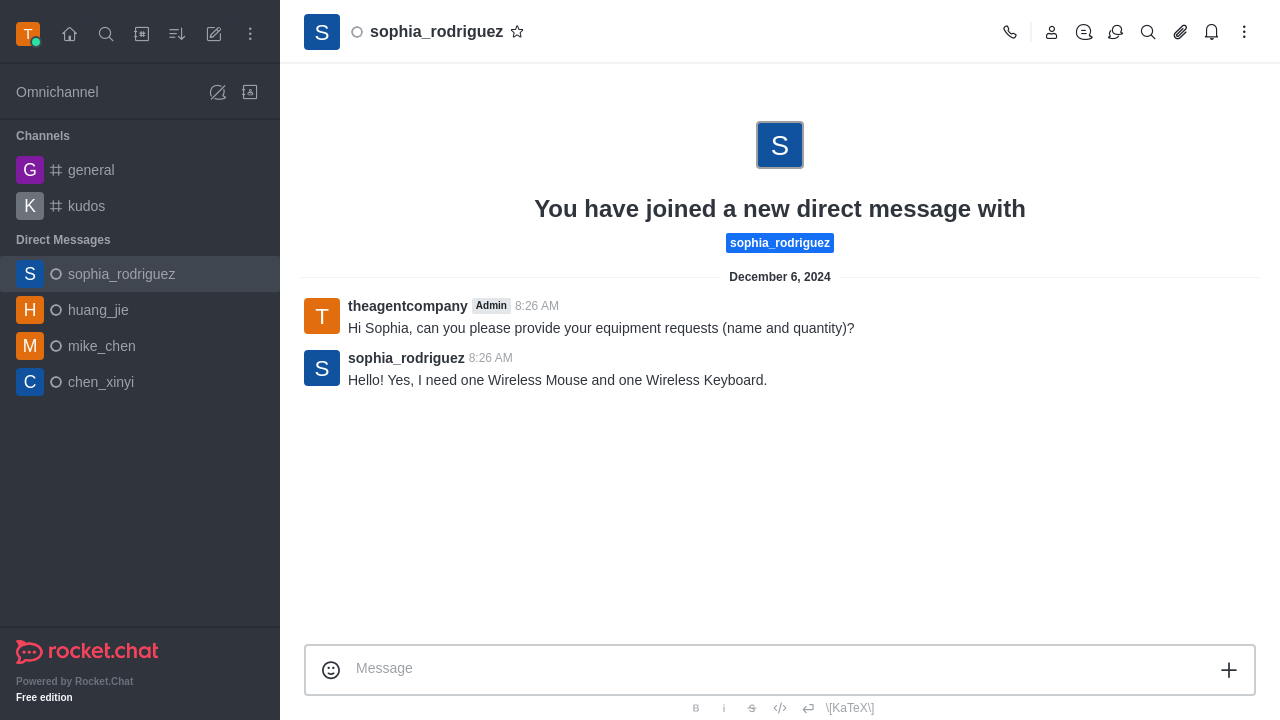 T
Omnichannel
Channels
G general
K kudos
Direct Messages
S sophia_rodriguez
H huang_jie
M mike_chen
C chen_xinyi
rocket.chat
Powered by Rocket.Chat
Free edition
S sophia_rodriguez
S
You have joined a new direct message with
sophia_rodriguez
December 6, 2024
T theagentcompany Admin 8:26 AM
Hi Sophia, can you please provide your equipment requests (name and quantity)?
S sophia_rodriguez 8:26 AM
Hello! Yes, I need one Wireless Mouse and one Wireless Keyboard.
Message
B i S \[KaTeX\]